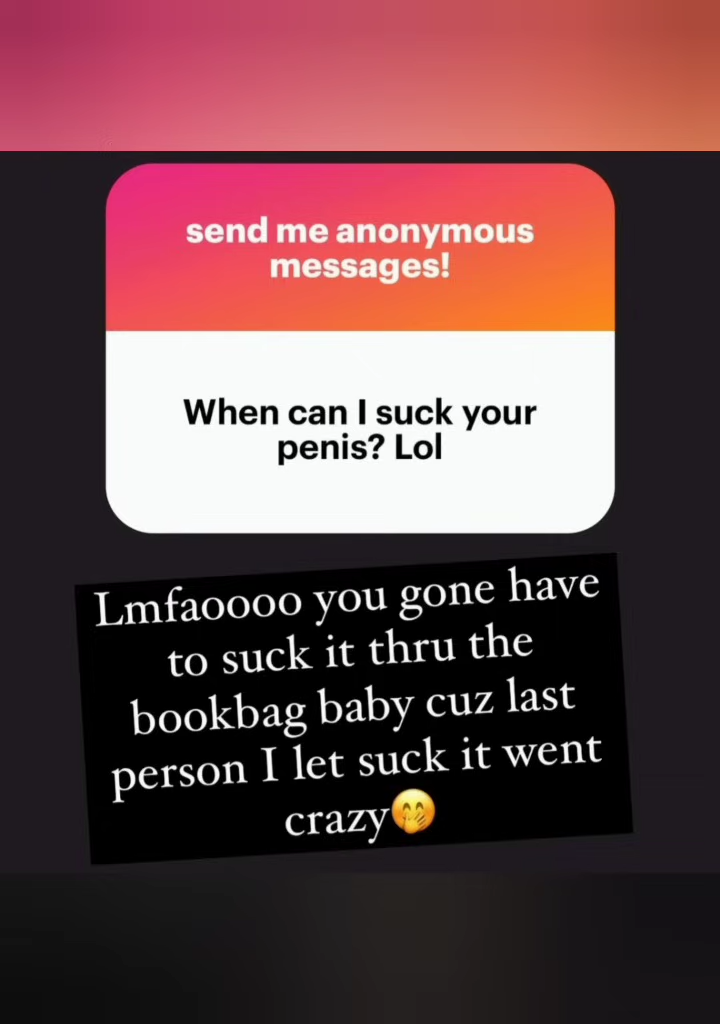 send me anonymous
messages!
When can I suck your
penis? Lol
Lmfaoooo you gone have
to suck it thru the
bookbag baby cuz last
person I let suck it went
crazy🤭